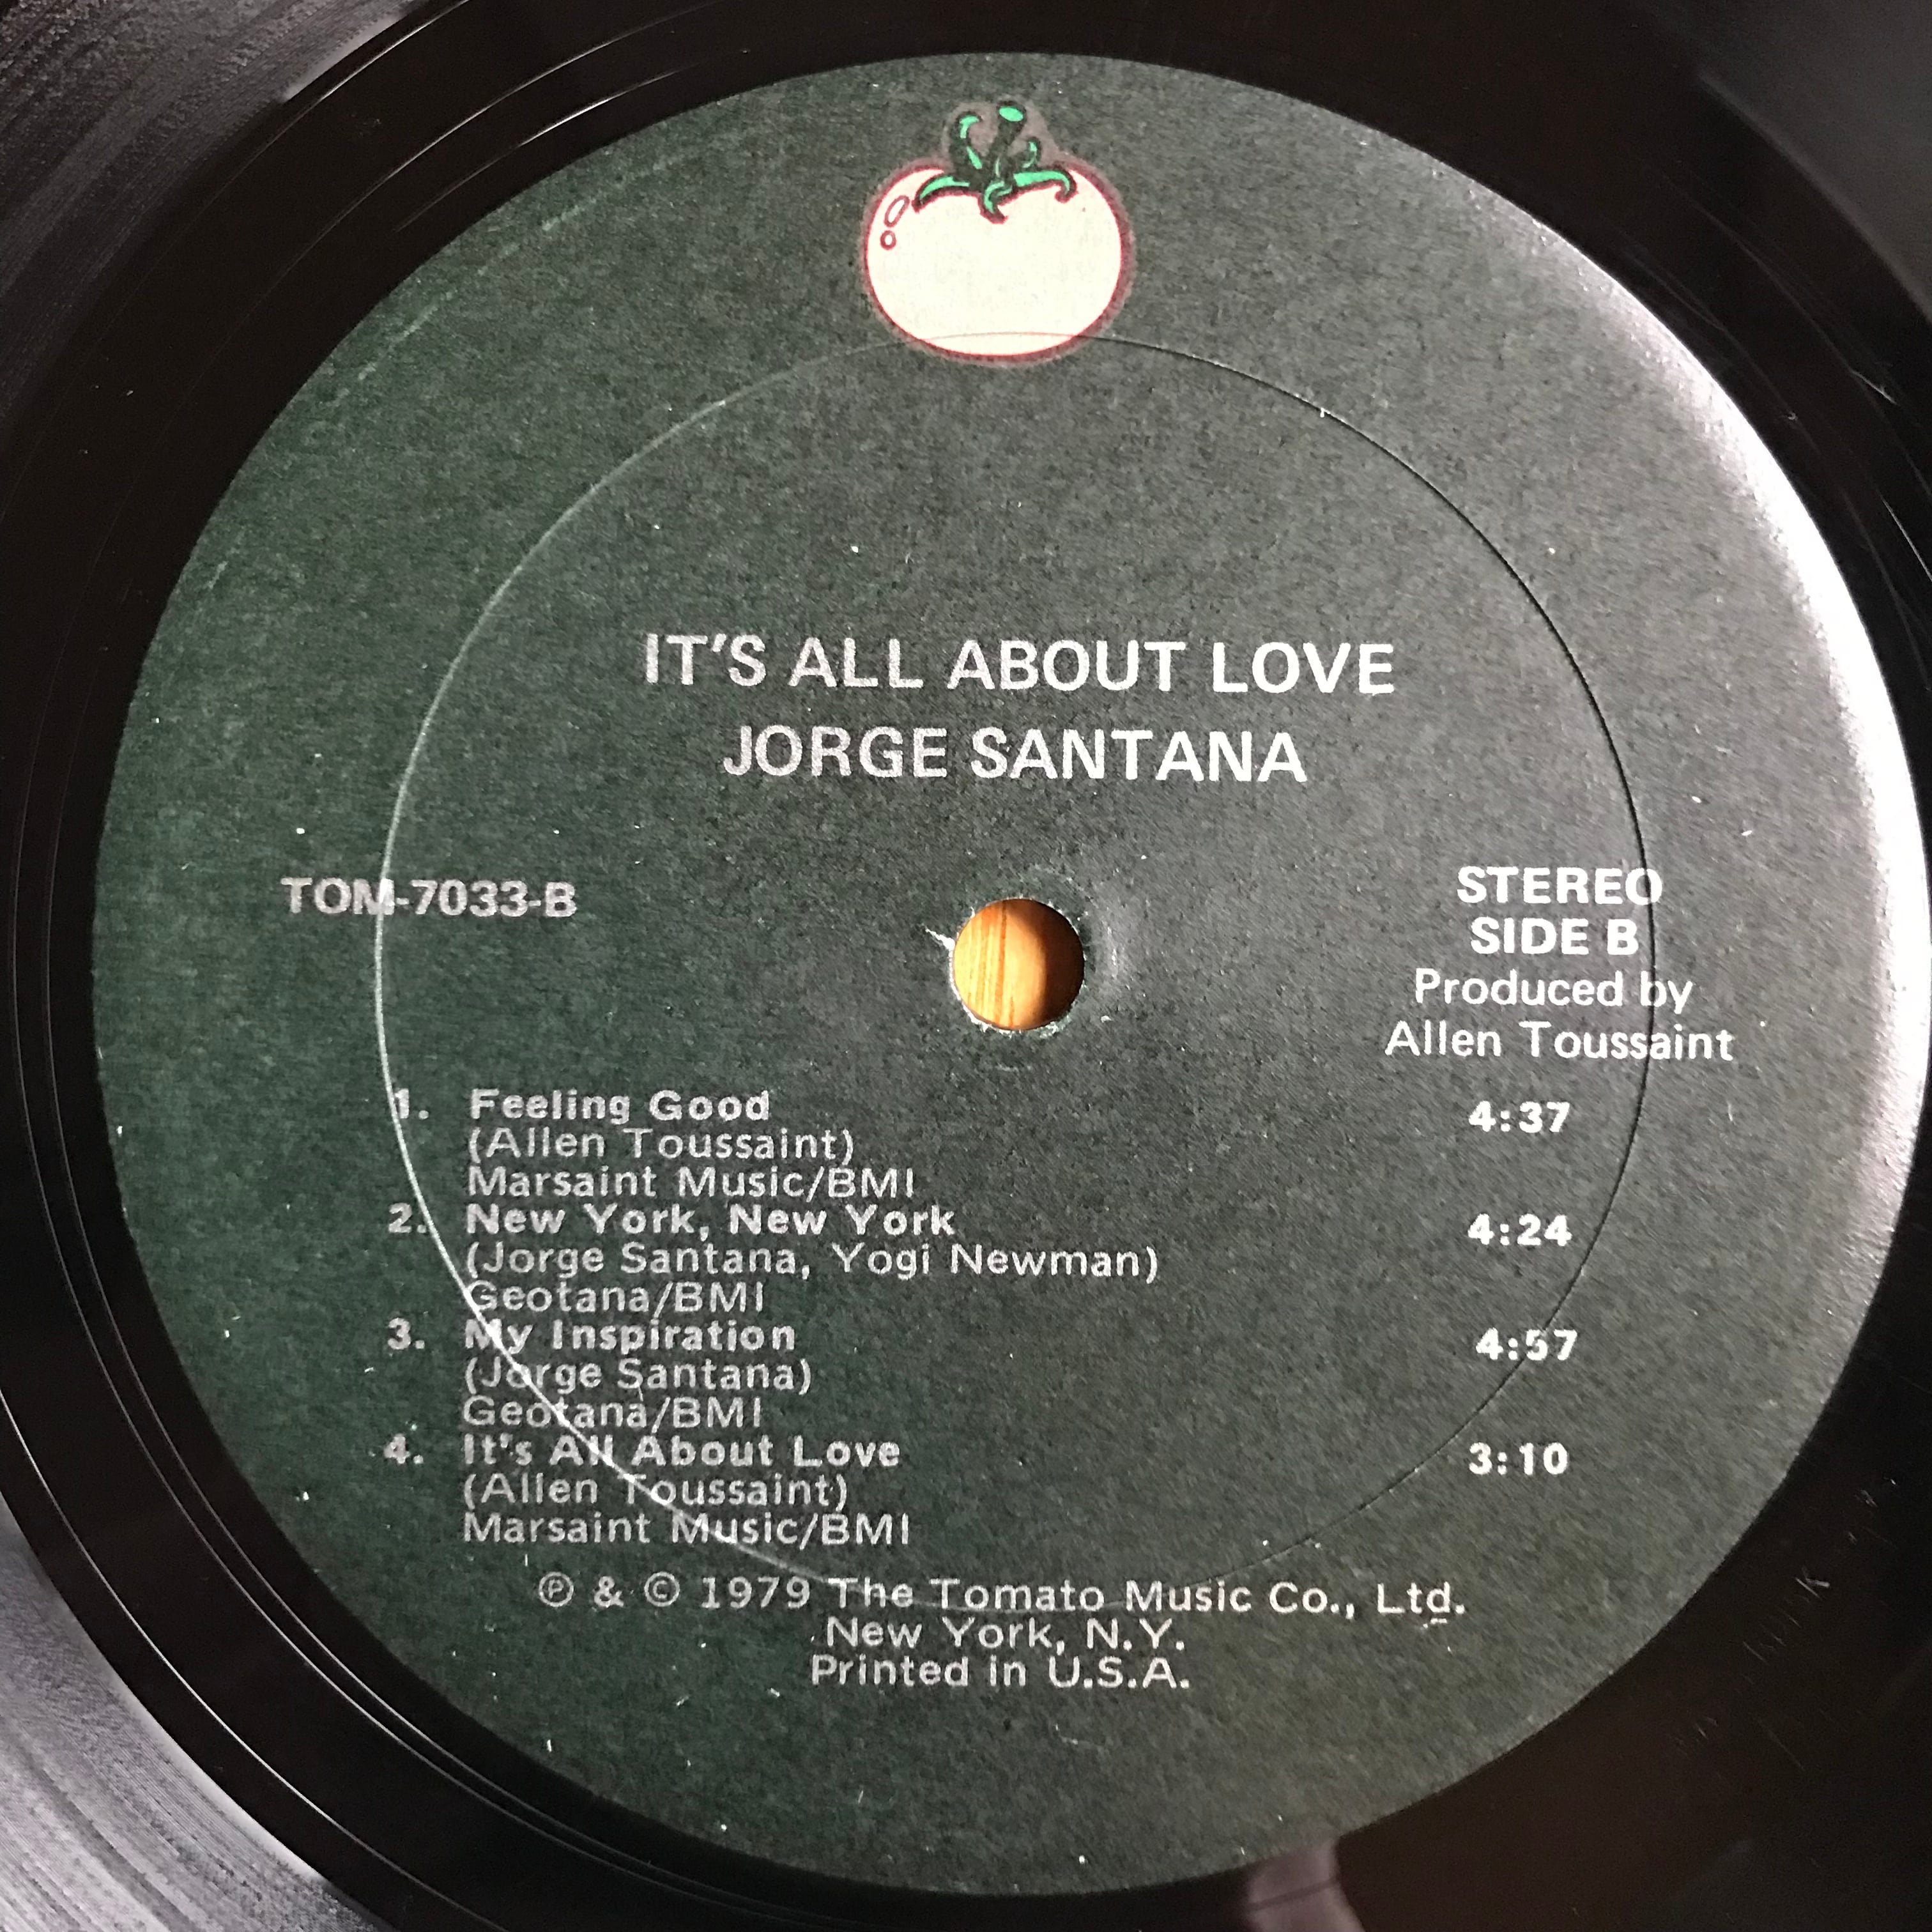 IT'S ALL ABOUT LOVE
JORGE SANTANA
TOM-7033-B
STEREO
SIDE B
Produced by
Allen Toussaint
1. Feeling Good 4:37
(Allen Toussaint)
Marsaint Music/BMI
2. New York, New York 4:24
(Jorge Santana, Yogi Newman)
Geotana/BMI
3. My Inspiration 4:57
(Jorge Santana)
Geotana/BMI
4. It's All About Love 3:10
(Allen Toussaint)
Marsaint Music/BMI
℗ & © 1979 The Tomato Music Co., Ltd.
New York, N.Y.
Printed in U.S.A.